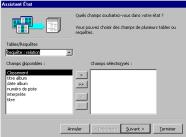 Assistant État
Quels champs souhaitez-vous dans votre état ?
Vous pouvez choisir des champs de plusieurs tables ou
requêtes.
Tables/Requêtes
Requête : relation
Champs disponibles :
Champs sélectionnés :
Classement
titre album
date album
numéro de piste
interprète
titre
>
>>
<
<<
Annuler
Suivant >
Terminer